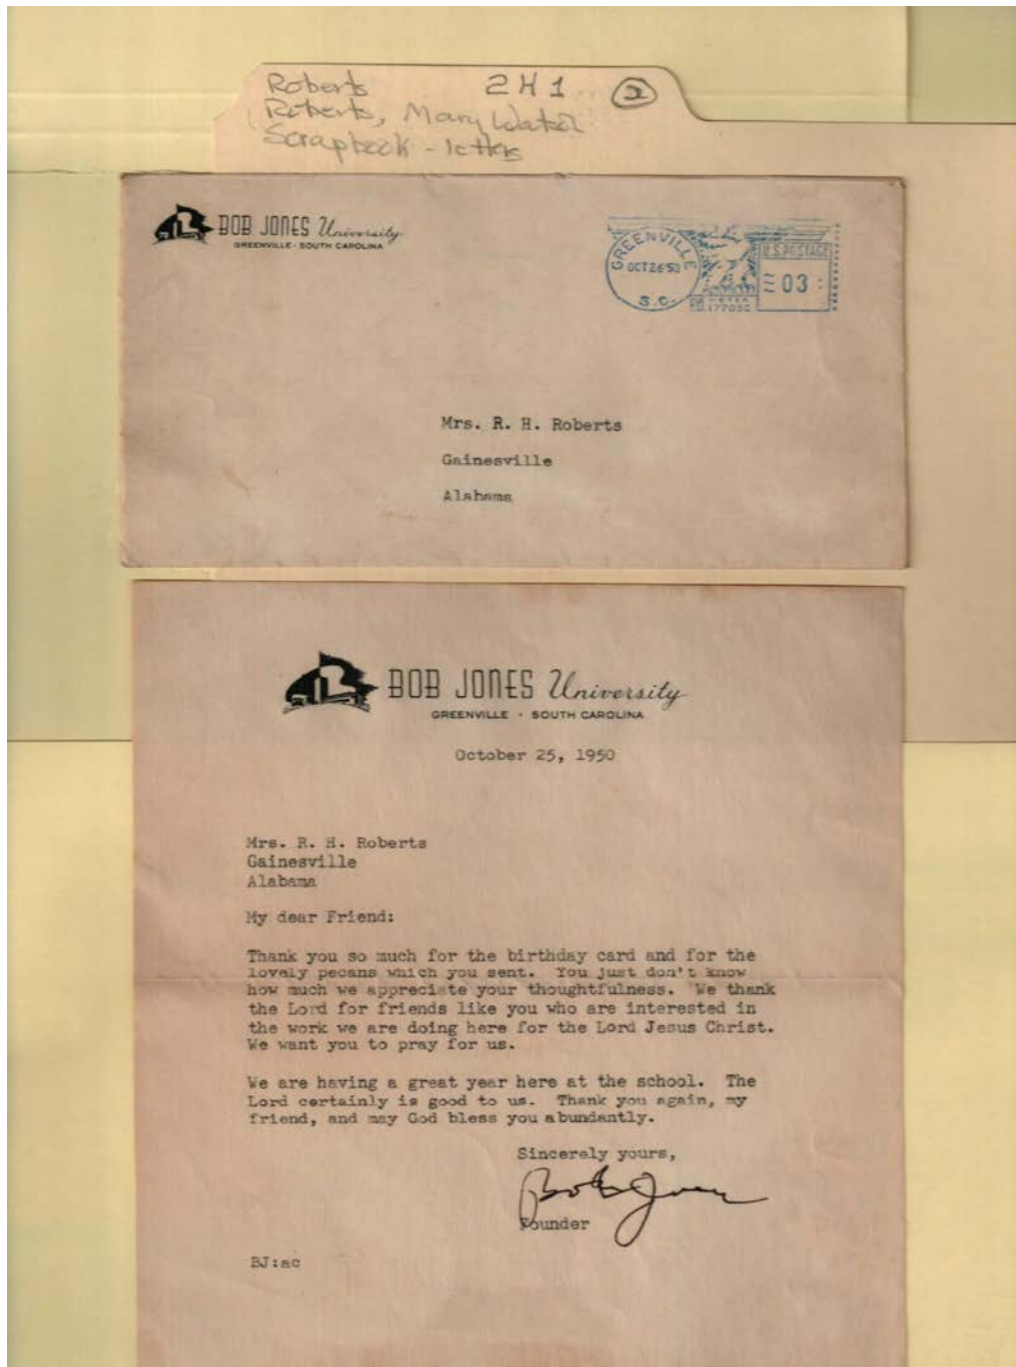 Roberts 2H1 2
Roberts, Mary
Scrapbook - letters
BOB JONES University
GREENVILLE · SOUTH CAROLINA
GREENVILLE
OCT 26 '50
S.C.
U.S. POSTAGE
03
METER
177
Mrs. R. H. Roberts
Gainesville
Alabama
BOB JONES University
GREENVILLE · SOUTH CAROLINA
October 25, 1950
Mrs. R. H. Roberts
Gainesville
Alabama
My dear Friend:
Thank you so much for the birthday card and for the
lovely pecans which you sent. You just don't know
how much we appreciate your thoughtfulness. We thank
the Lord for friends like you who are interested in
the work we are doing here for the Lord Jesus Christ.
We want you to pray for us.
We are having a great year here at the school. The
Lord certainly is good to us. Thank you again, my
friend, and may God bless you abundantly.
Sincerely yours,
Bob Jones
Founder
BJ:ac